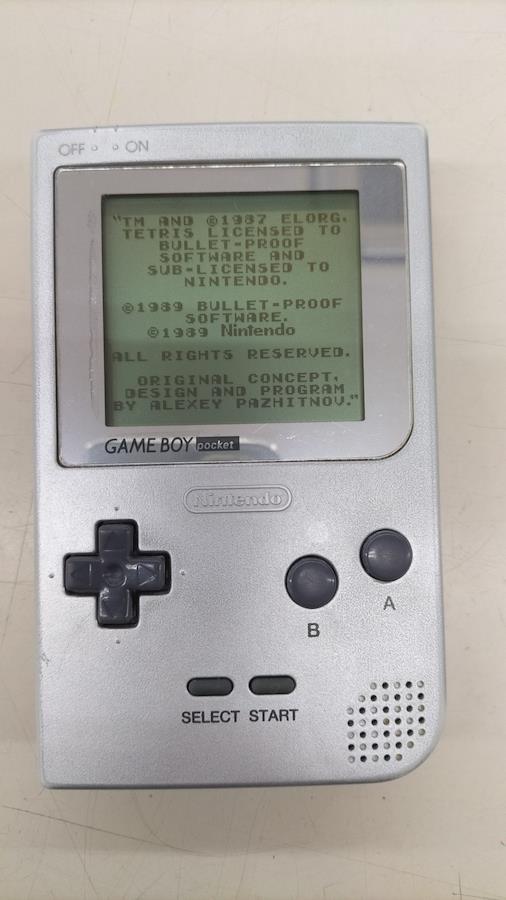 OFF ON
"TM AND ©1987 ELORG.
TETRIS LICENSED TO
BULLET-PROOF
SOFTWARE AND
SUB-LICENSED TO
NINTENDO.
©1989 BULLET-PROOF
SOFTWARE.
©1989 Nintendo
ALL RIGHTS RESERVED.
ORIGINAL CONCEPT,
DESIGN AND PROGRAM
BY ALEXEY PAZHITNOV."
GAME BOY pocket
Nintendo
A
B
SELECT START